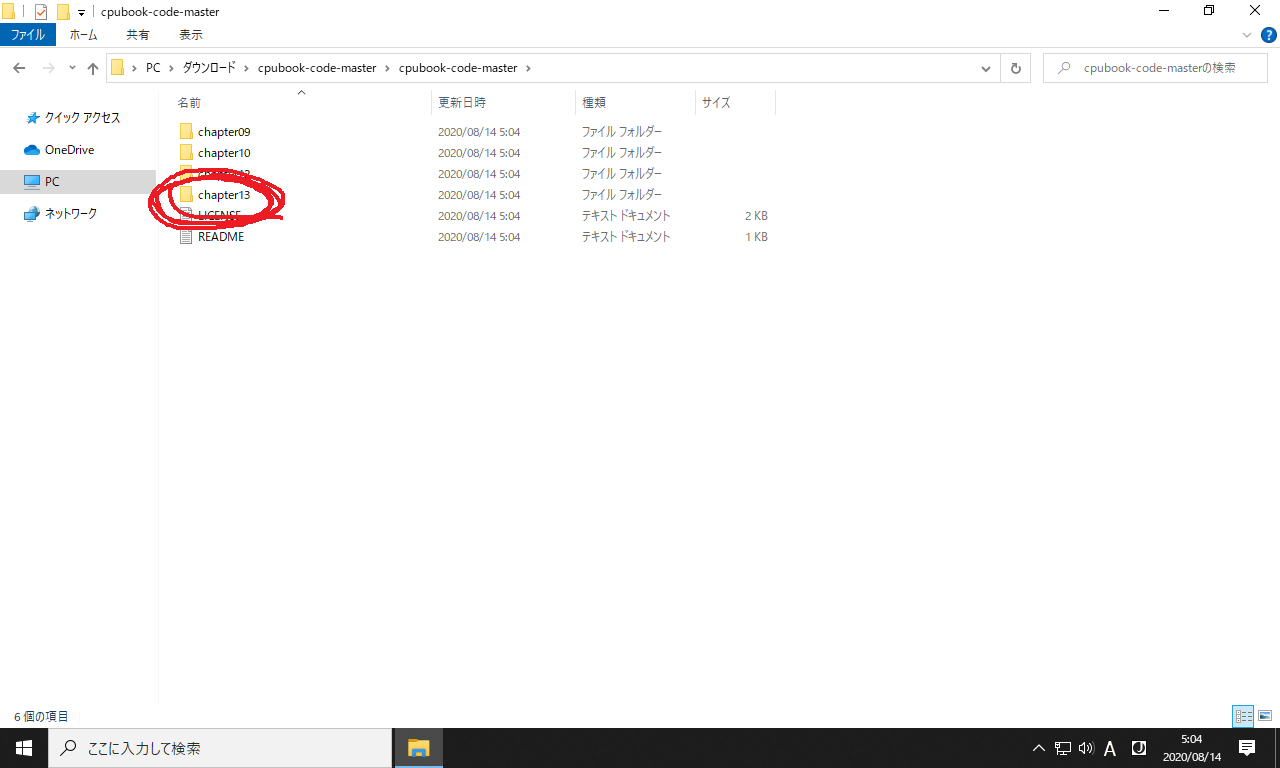 cpubook-code-master
ファイル ホーム 共有 表示
PC ダウンロード cpubook-code-master cpubook-code-master cpubook-code-masterの検索
名前 更新日時 種類 サイズ
クイック アクセス
OneDrive
PC
ネットワーク
chapter09 2020/08/14 5:04 ファイル フォルダー
chapter10 2020/08/14 5:04 ファイル フォルダー
2020/08/14 5:04 ファイル フォルダー
chapter13 2020/08/14 5:04 ファイル フォルダー
LICENSE 2020/08/14 5:04 テキスト ドキュメント 2 KB
README 2020/08/14 5:04 テキスト ドキュメント 1 KB
6 個の項目
ここに入力して検索
A J 5:04
2020/08/14